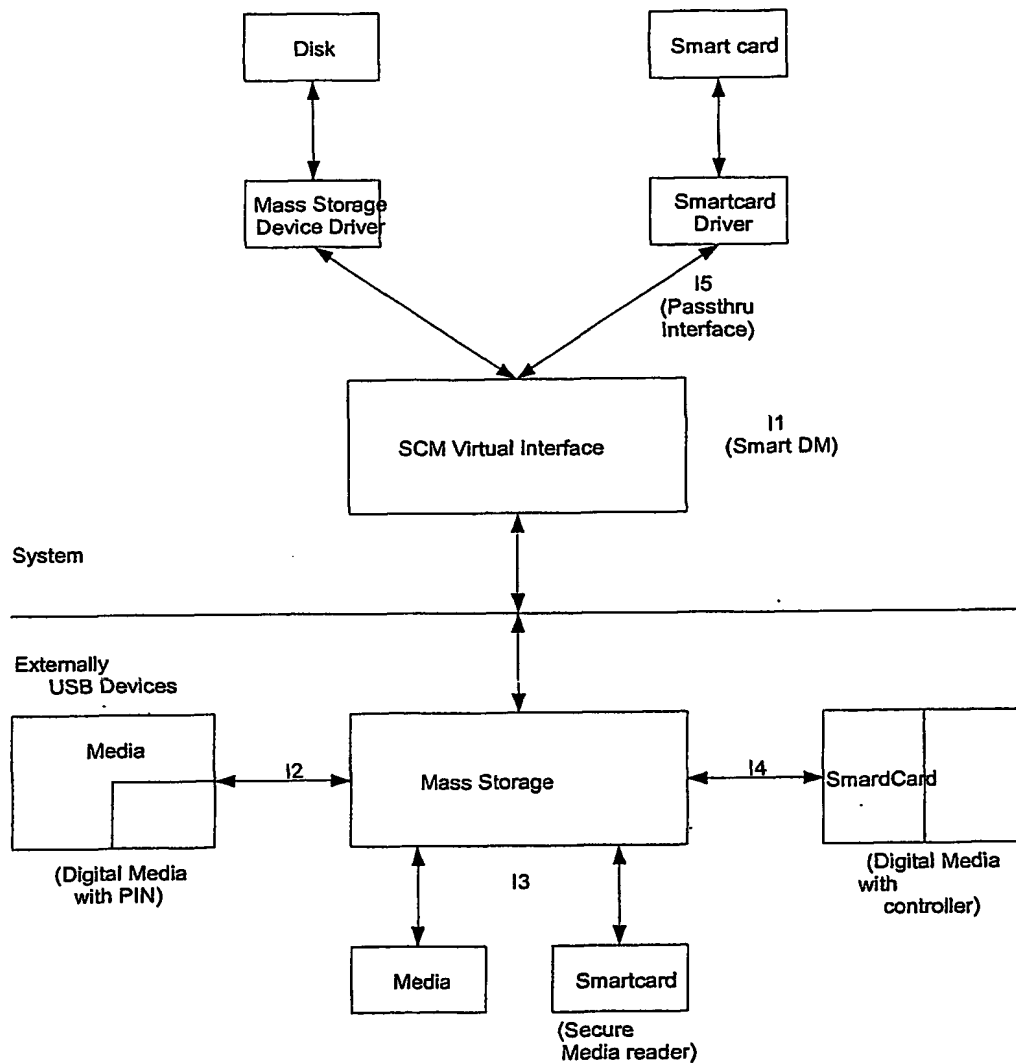 Disk
Smart card
Mass Storage
Device Driver
Smartcard
Driver
I5
(Passthru
Interface)
SCM Virtual Interface
I1
(Smart DM)
System
Externally
USB Devices
Media
I2
Mass Storage
I4
SmardCard
(Digital Media
with PIN)
I3
(Digital Media
with
controller)
Media
Smartcard
(Secure
Media reader)